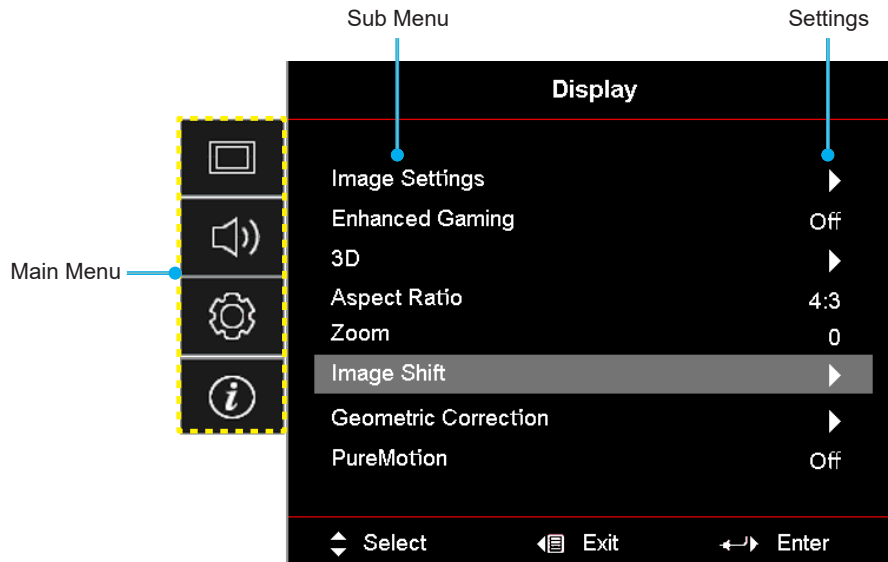 Sub Menu Settings
Display
Image Settings
Enhanced Gaming Off
3D
Main Menu
Aspect Ratio 4:3
Zoom 0
Image Shift
Geometric Correction
PureMotion Off
Select Exit Enter